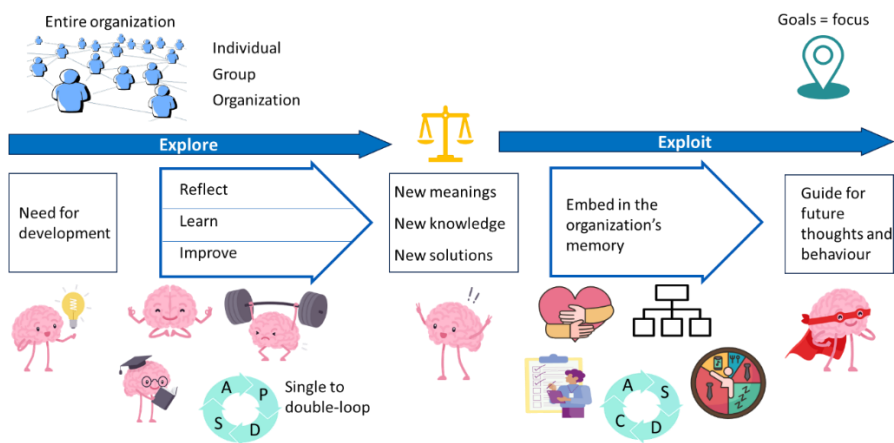 Entire organization
Individual
Group
Organization
Goals = focus
Explore
Exploit
Need for
development
Reflect
Learn
Improve
New meanings
New knowledge
New solutions
Embed in the
organization's
memory
Guide for
future
thoughts and
behaviour
!!
A
P
S
D
Single to
double-loop
A
S
C
D
Z
Z
Z